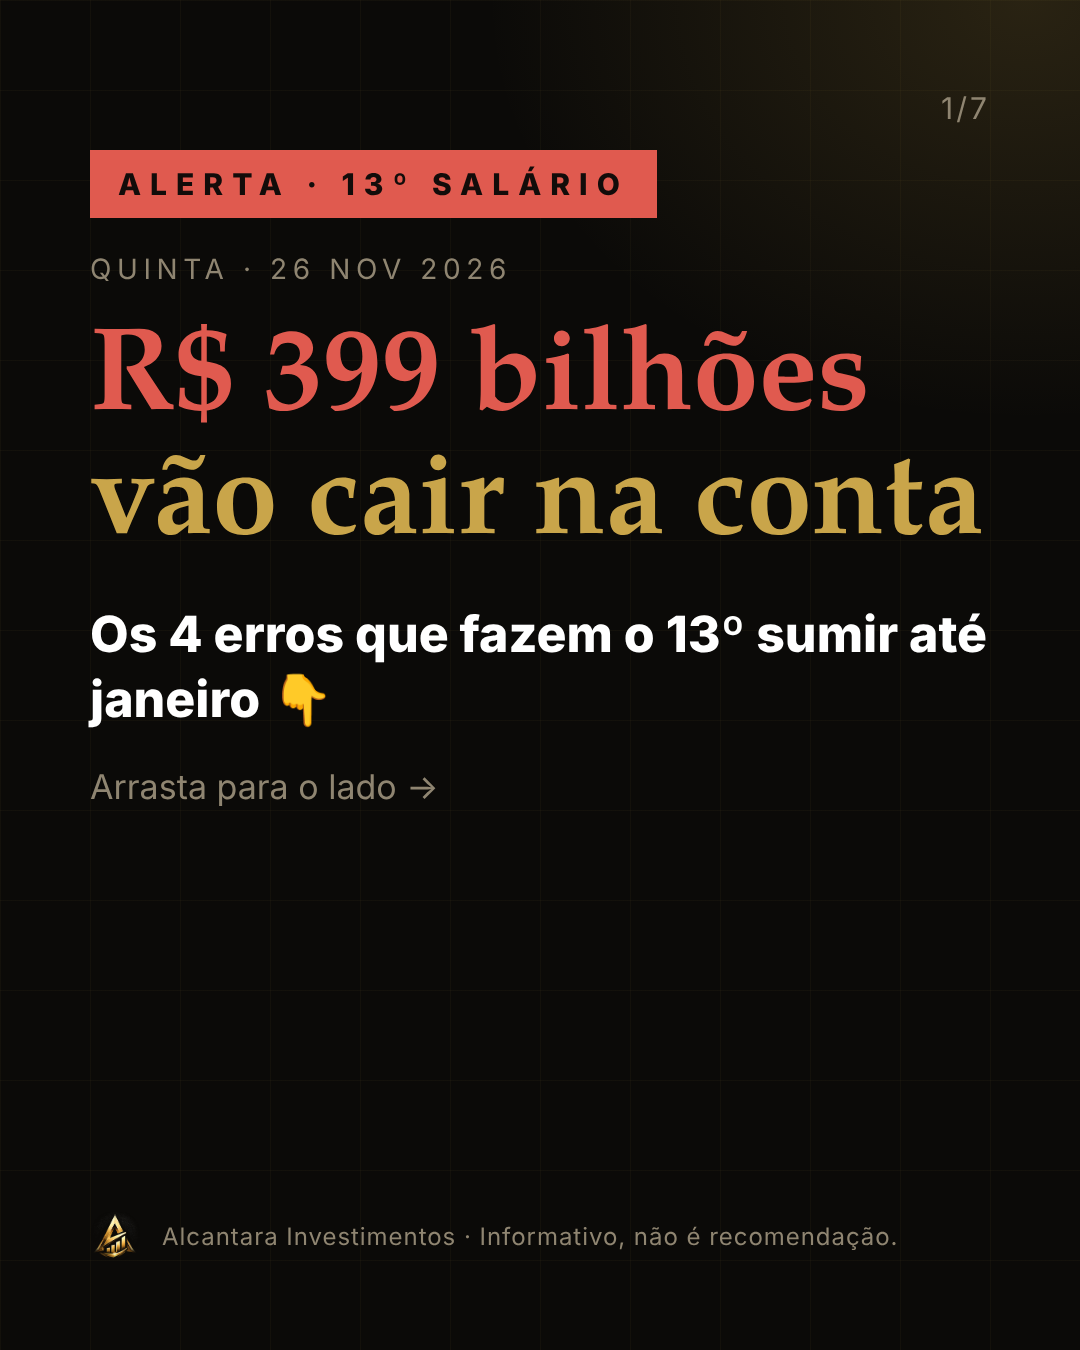 1/7
ALERTA · 13º SALÁRIO
QUINTA · 26 NOV 2026
R$ 399 bilhões
vão cair na conta
Os 4 erros que fazem o 13º sumir até
janeiro 👇
Arrasta para o lado →
Alcantara Investimentos · Informativo, não é recomendação.